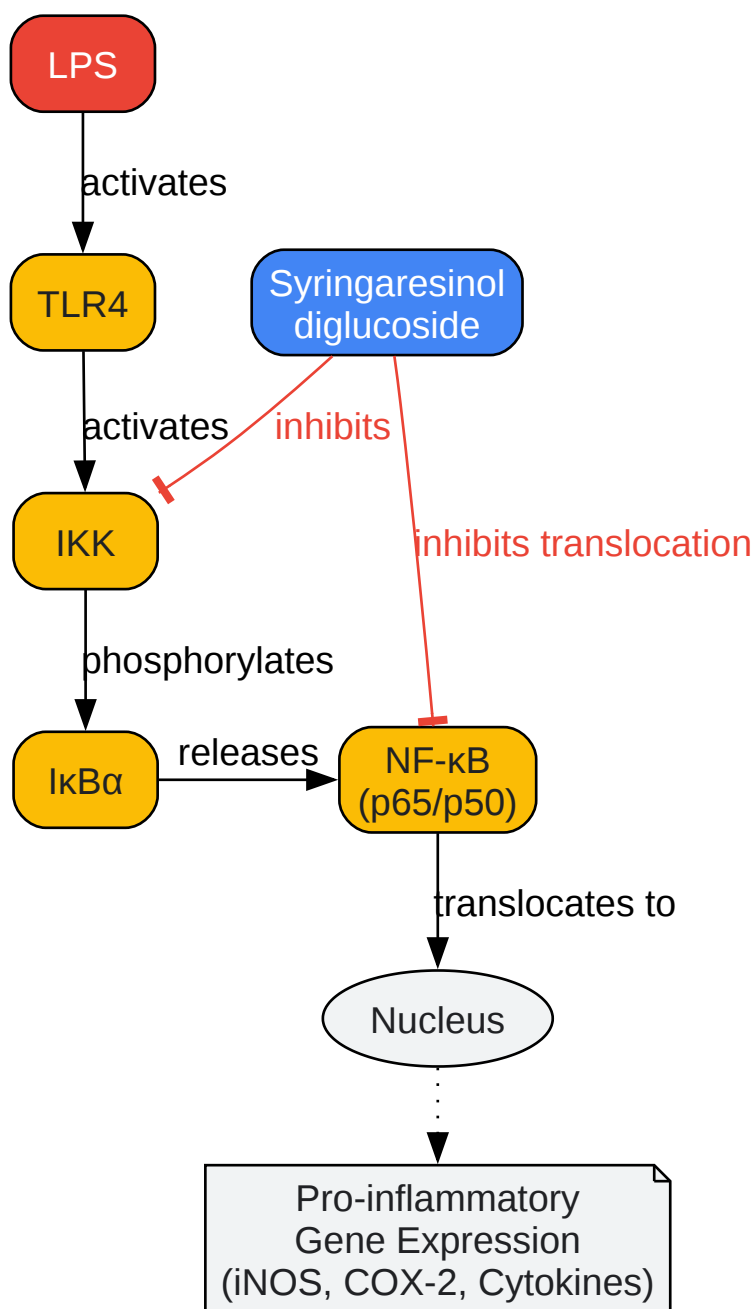 LPS
activates
TLR4
Syringaresinol
diglucoside
activates
inhibits
IKK
inhibits translocation
phosphorylates
IκBα
releases
NF-κB
(p65/p50)
translocates to
Nucleus
Pro-inflammatory
Gene Expression
(iNOS, COX-2, Cytokines)